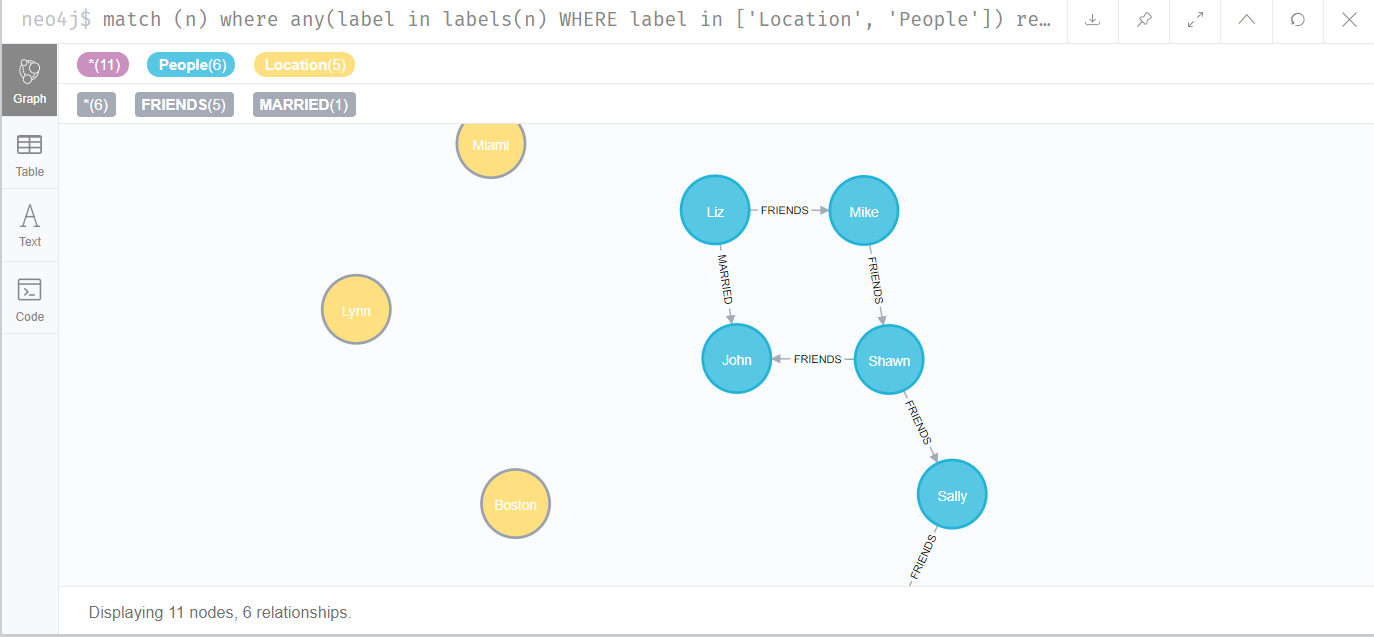 neo4j$ match (n) where any(label in labels(n) WHERE label in ['Location', 'People']) re…
*(11) People(6) Location(5)
*(6) FRIENDS(5) MARRIED(1)
Graph
Table
Text
Code
Miami
Liz
FRIENDS
Mike
MARRIED
FRIENDS
Lynn
John
FRIENDS
Shawn
FRIENDS
Sally
Boston
FRIENDS
Displaying 11 nodes, 6 relationships.